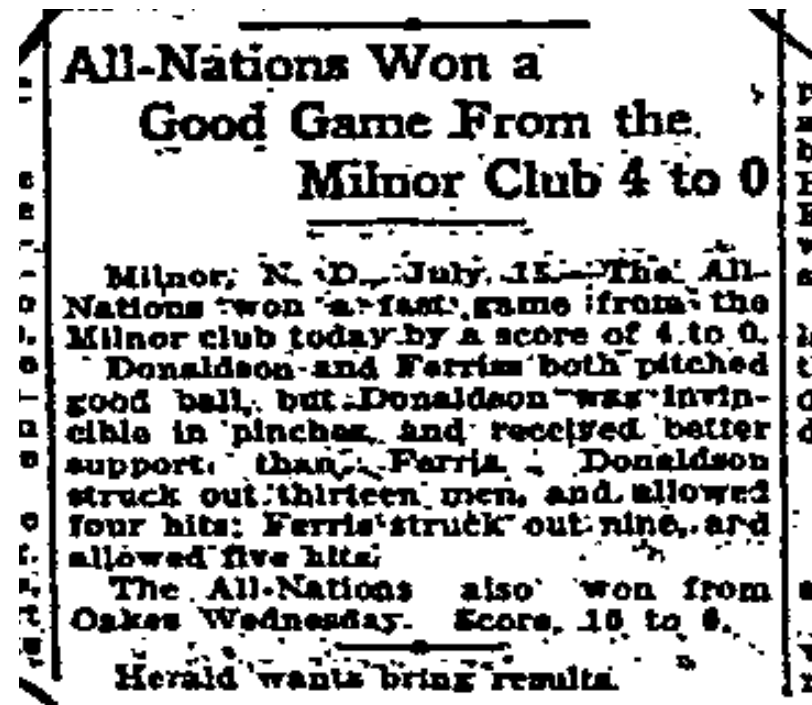 All-Nations Won a
Good Game From the
Milnor Club 4 to 0
Milnor, N. D., July 15.—The All-
Nations won a fast game from the
Milnor club today by a score of 4 to 0.
Donaldson and Ferriss both pitched
good ball, but Donaldson was invin-
cible in pinches, and received better
support than Ferris. Donaldson
struck out thirteen men, and allowed
four hits; Ferris struck out nine, and
allowed five hits.
The All-Nations also won from
Oakes Wednesday. Score, 10 to
Herald wants bring results.